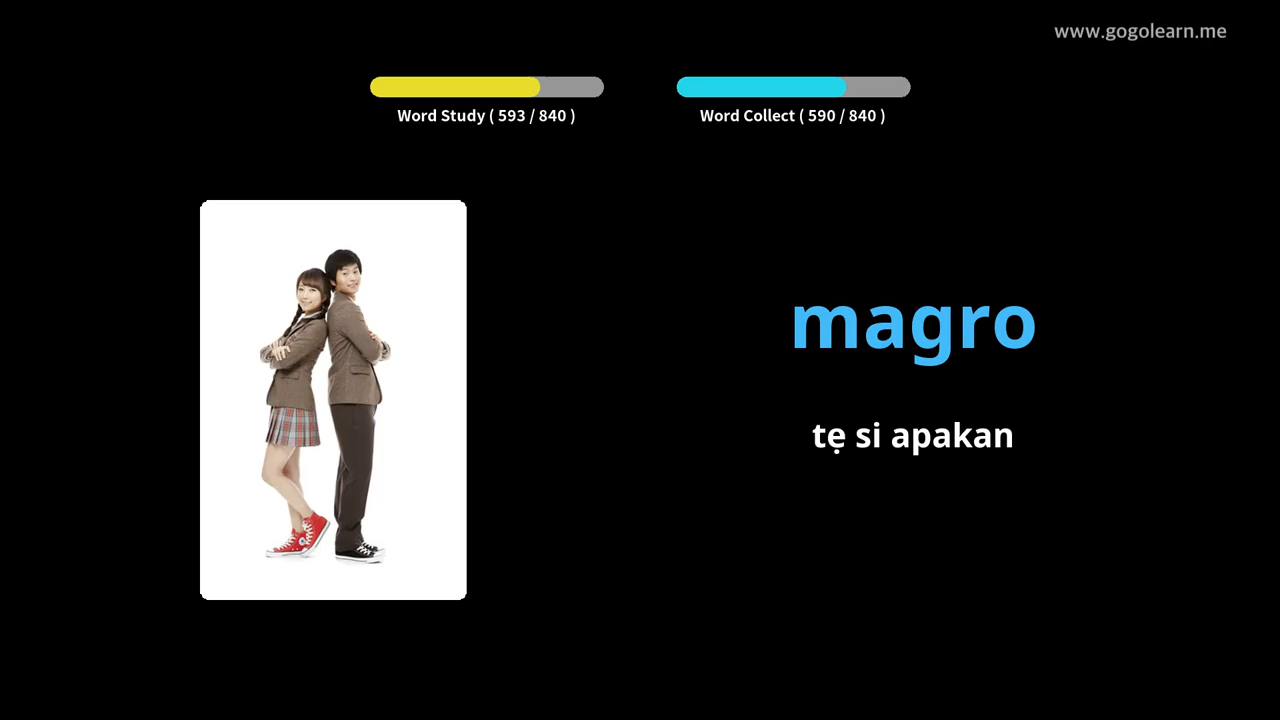 www.gogolearn.me
Word Study ( 593 / 840 )
Word Collect ( 590 / 840 )
magro
tẹ si apakan